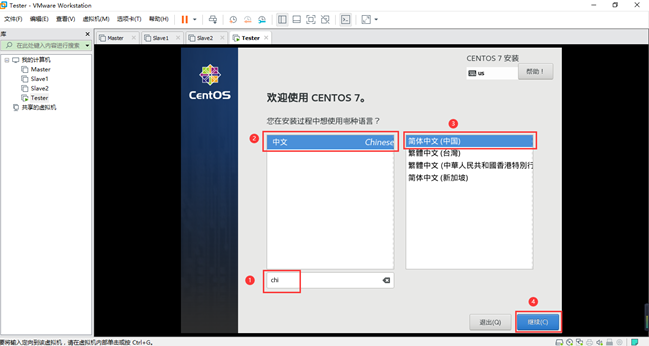 Tester - VMware Workstation
文件(F) 编辑(E) 查看(V) 虚拟机(M) 选项卡(T) 帮助(H)
库
在此处键入内容进行搜索
我的计算机
Master
Slave1
Slave2
Tester
共享的虚拟机
Master Slave1 Slave2 Tester
CentOS
CENTOS 7 安装
us 帮助！
欢迎使用 CENTOS 7。
您在安装过程中想使用哪种语言？
2
中文 Chinese
3
简体中文 (中国)
繁體中文 (台灣)
繁體中文 (中華人民共和國香港特別行
简体中文 (新加坡)
1
chi
4
退出(Q) 继续(C)
要将输入定向到该虚拟机，请在虚拟机内部单击或按 Ctrl+G。